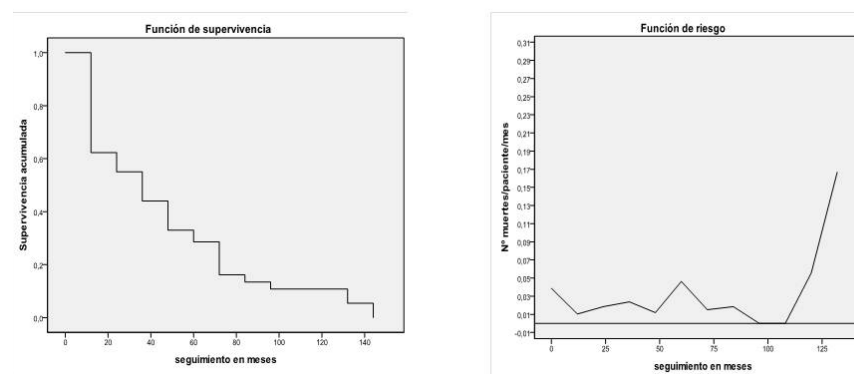 Función de supervivencia
1,0
0,8
0,6
0,4
0,2
0,0
0 20 40 60 80 100 120 140
Supervivencia acumulada
seguimiento en meses
Función de riesgo
0,31
0,29
0,27
0,25
0,23
0,21
0,19
0,17
0,15
0,13
0,11
0,09
0,07
0,05
0,03
0,01
-0,01
0 25 50 75 100 125
Nº muertes/paciente/mes
seguimiento en meses